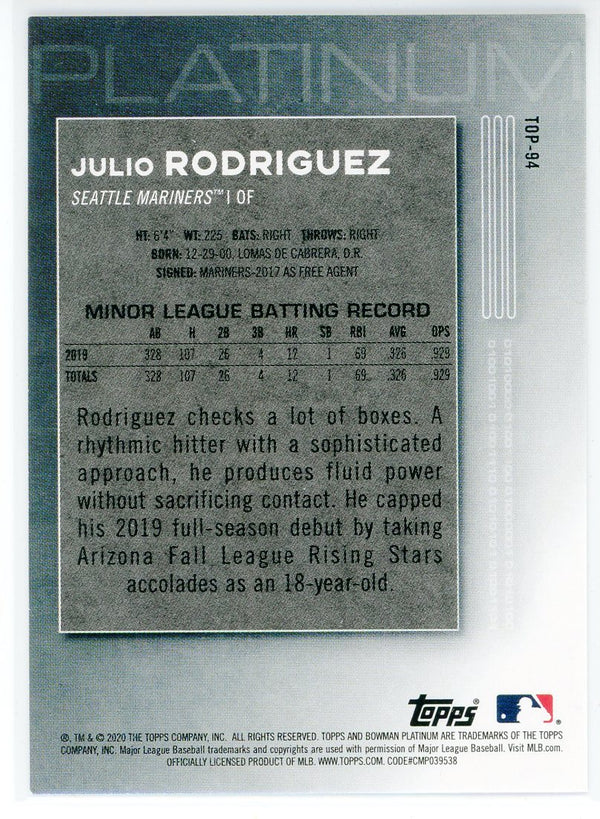 PLATINUM
TOP-94
JULIO RODRIGUEZ
SEATTLE MARINERS™ | OF
HT: 6'4" WT: 225 BATS: RIGHT THROWS: RIGHT
BORN: 12-29-00, LOMAS DE CABRERA, D.R.
SIGNED: MARINERS-2017 AS FREE AGENT
MINOR LEAGUE BATTING RECORD
AB H 2B 3B HR SB RBI AVG OPS
2019 328 107 26 4 12 1 69 .326 .929
TOTALS 328 107 26 4 12 1 69 .326 .929
Rodriguez checks a lot of boxes. A
rhythmic hitter with a sophisticated
approach, he produces fluid power
without sacrificing contact. He capped
his 2019 full-season debut by taking
Arizona Fall League Rising Stars
accolades as an 18-year-old.
Topps®
®, TM & © 2020 THE TOPPS COMPANY, INC. ALL RIGHTS RESERVED. TOPPS AND BOWMAN PLATINUM ARE TRADEMARKS OF THE TOPPS
COMPANY, INC. Major League Baseball trademarks and copyrights are used with permission of Major League Baseball. Visit MLB.com.
OFFICIALLY LICENSED PRODUCT OF MLB. WWW.TOPPS.COM. CODE#CMP039538